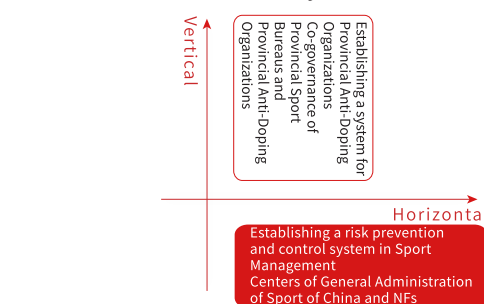 Vertical
Establishing a system for
Provincial Anti-Doping
Organizations
Co-governance of
Provincial Sport
Bureaus and
Provincial Anti-Doping
Organizations
Horizonta
Establishing a risk prevention
and control system in Sport
Management
Centers of General Administration
of Sport of China and NFs